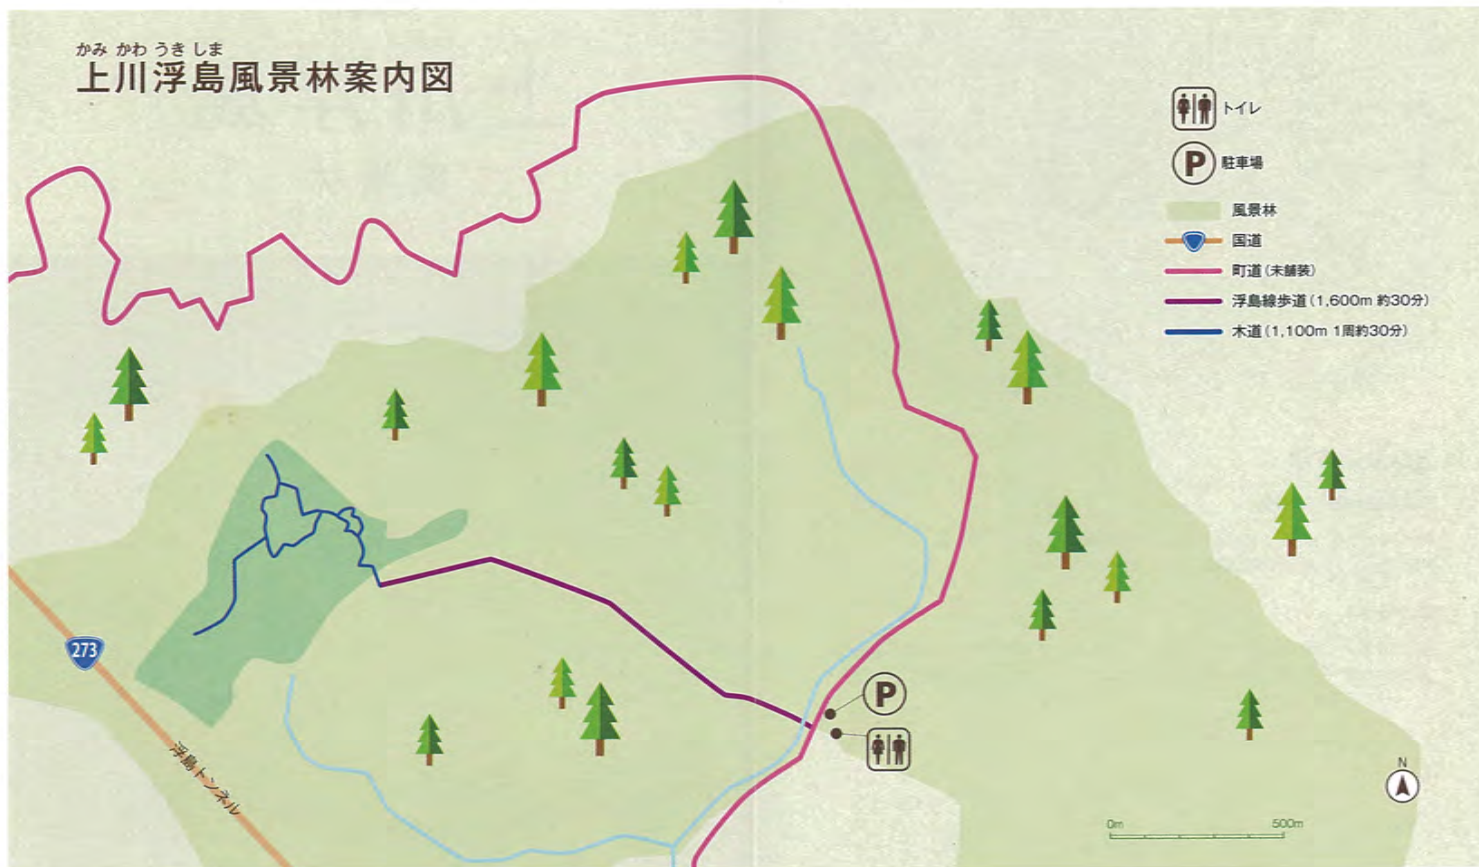 かみ かわ うき しま
上川浮島風景林案内図
トイレ
P 駐車場
風景林
国道
町道(未舗装)
浮島線歩道(1,600m 約30分)
木道(1,100m 1周約30分)
273
浮島トンネル
P
N
0m 500m